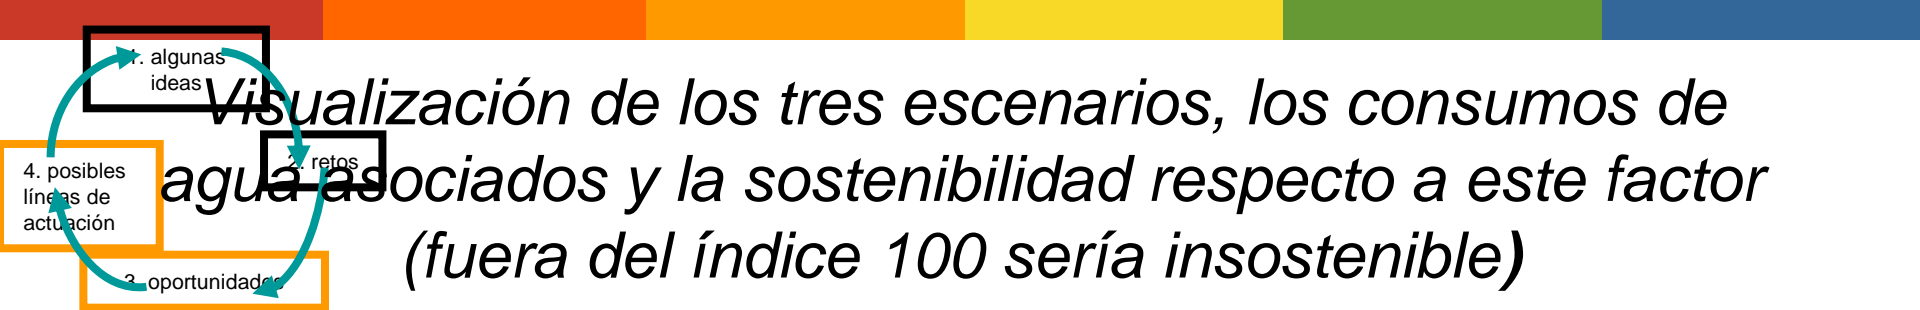 1. algunas
ideas
2. retos
3. oportunidades
4. posibles
líneas de
actuación
Visualización de los tres escenarios, los consumos de
agua asociados y la sostenibilidad respecto a este factor
(fuera del índice 100 sería insostenible)